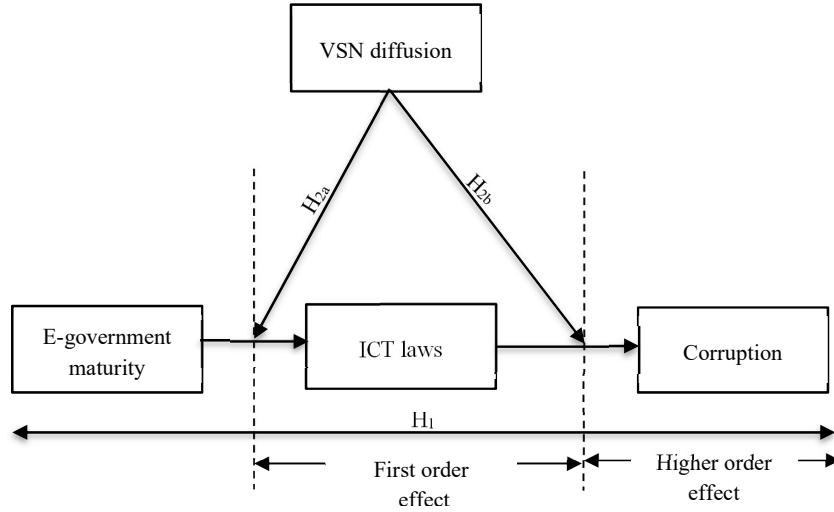 VSN diffusion
H2a
H2b
E-government
maturity
ICT laws
Corruption
H1
First order
effect
Higher order
effect